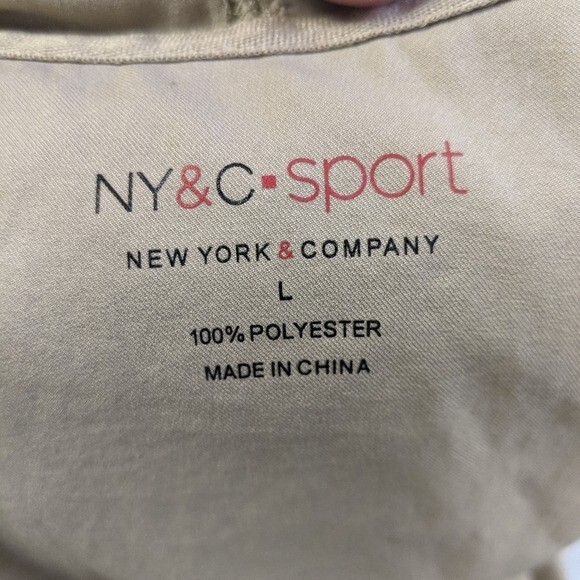 NY&C▪sport
NEW YORK & COMPANY
L
100% POLYESTER
MADE IN CHINA